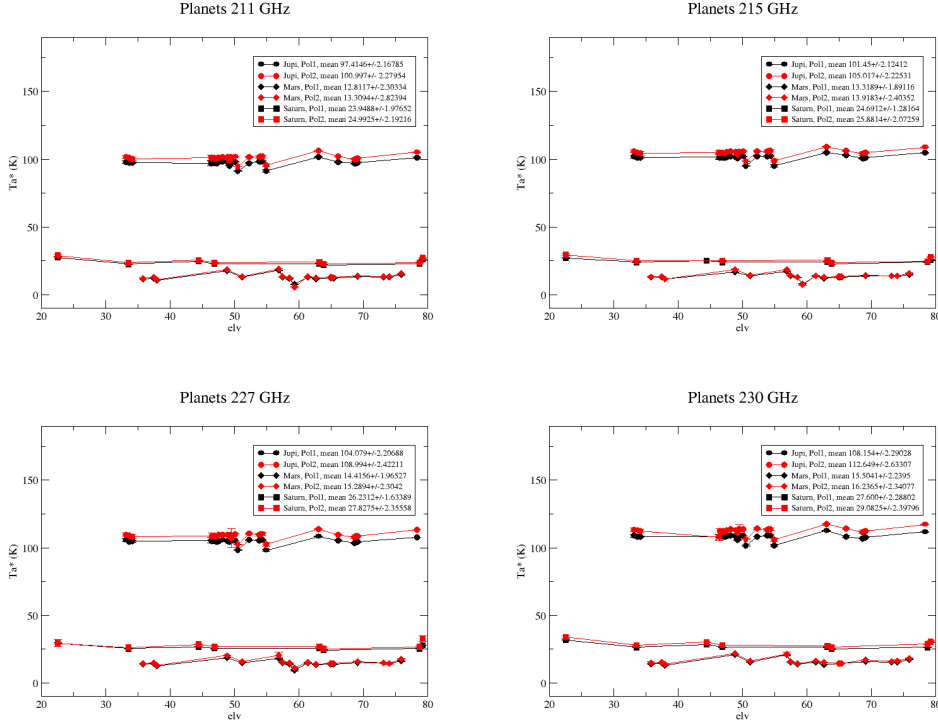 Planets 211 GHz
Jupi, Pol1, mean 97.4146+/-2.16785
Jupi, Pol2, mean 100.997+/- 2.27954
Mars, Pol1, mean 12.8117+/-2.30334
Mars, Pol2, mean 13.3094+/-2.82394
Saturn, Pol1, mean 23.9488+/-1.97652
Saturn, Pol2, mean 24.9925+/-2.19216
Ta* (K)
150
100
50
0
20 30 40 50 60 70 80
elv
Planets 215 GHz
Jupi, Pol1, mean 101.45+/-2.12412
Jupi, Pol2, mean 105.017+/-2.22531
Mars, Pol1, mean 13.3189+/-1.89116
Mars, Pol2, mean 13.9183+/-2.40352
Saturn, Pol1, mean 24.6912+/-1.28164
Saturn, Pol2, mean 25.8814+/-2.07259
Ta* (K)
150
100
50
0
20 30 40 50 60 70 80
elv
Planets 227 GHz
Jupi, Pol1, mean 104.079+/-2.20688
Jupi, Pol2, mean 108.994+/-2.42211
Mars, Pol1, mean 14.4156+/-1.96527
Mars, Pol2, mean 15.2894+/-2.3042
Saturn, Pol1, mean 26.2312+/-1.63389
Saturn, Pol2, mean 27.8275+/-2.35558
Ta* (K)
150
100
50
0
20 30 40 50 60 70 80
elv
Planets 230 GHz
Jupi, Pol1, mean 108.154+/-2.29028
Jupi, Pol2, mean 112.649+/-2.63307
Mars, Pol1, mean 15.5041+/-2.2395
Mars, Pol2, mean 16.2365+/-2.34077
Saturn, Pol1, mean 27.600+/-2.28802
Saturn, Pol2, mean 29.0825+/-2.39796
Ta* (K)
150
100
50
0
20 30 40 50 60 70 80
elv